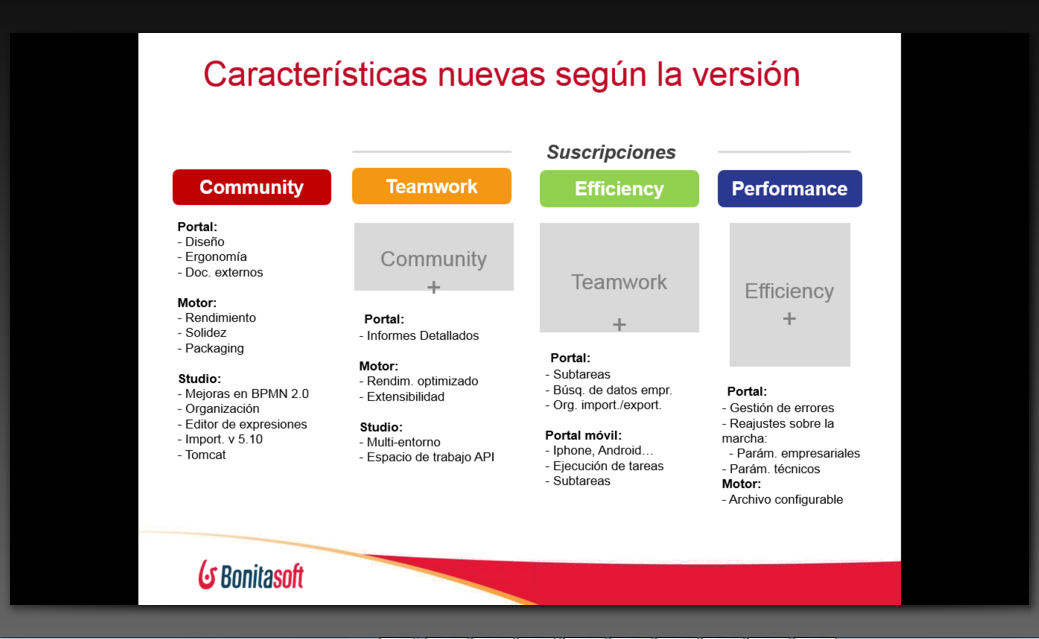 Características nuevas según la versión
Suscripciones
Community
Portal:
- Diseño
- Ergonomía
- Doc. externos
Motor:
- Rendimiento
- Solidez
- Packaging
Studio:
- Mejoras en BPMN 2.0
- Organización
- Editor de expresiones
- Import. v 5.10
- Tomcat
Teamwork
Community
+
Portal:
- Informes Detallados
Motor:
- Rendim. optimizado
- Extensibilidad
Studio:
- Multi-entorno
- Espacio de trabajo API
Efficiency
Teamwork
+
Portal:
- Subtareas
- Búsq. de datos empr.
- Org. import./export.
Portal móvil:
- Iphone, Android...
- Ejecución de tareas
- Subtareas
Performance
Efficiency
+
Portal:
- Gestión de errores
- Reajustes sobre la
marcha:
- Parám. empresariales
- Parám. técnicos
Motor:
- Archivo configurable
Bonitasoft